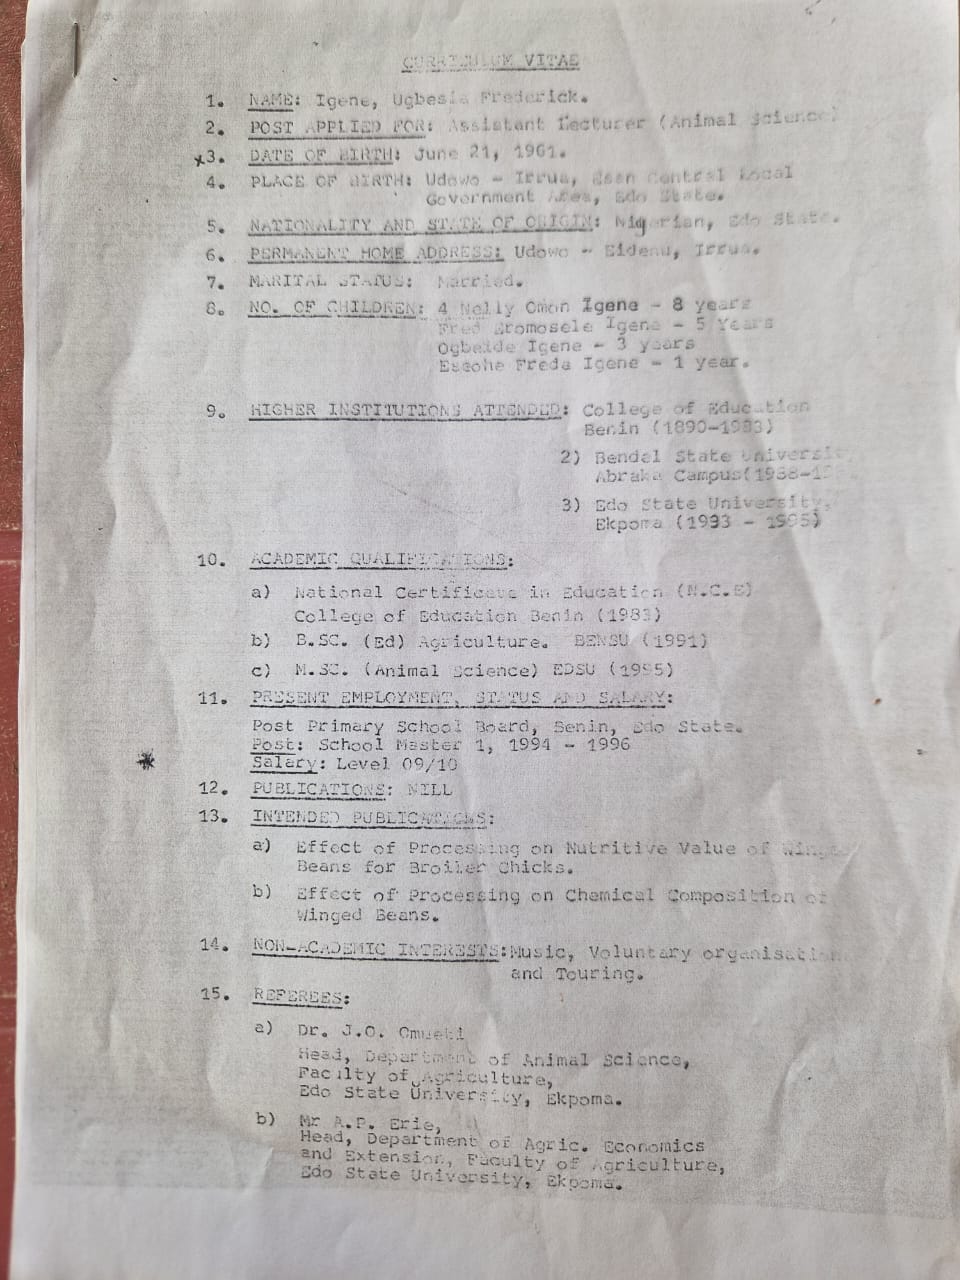 CURRICULUM VITAE
1. NAME: Igene, Ugbesia Frederick.
2. POST APPLIED FOR: Assistant Lecturer (Animal Science)
x3. DATE OF BIRTH: June 21, 1961.
4. PLACE OF BIRTH: Udowo - Irrua, Esan Central Local
Government Area, Edo State.
5. NATIONALITY AND STATE OF ORIGIN: Nigerian, Edo State.
6. PERMANENT HOME ADDRESS: Udowo - Eidenu, Irrua.
7. MARITAL STATUS: Married.
8. NO. OF CHILDREN: 4 Nelly Omon Igene - 8 years
Fred Eromosele Igene - 5 Years
Ogbeide Igene - 3 years
Eseohe Freda Igene - 1 year.
9. HIGHER INSTITUTIONS ATTENDED: College of Education
Benin (1890-1983)
2) Bendel State
Abraka Campus(1988-
3) Edo State University,
Ekpoma (1993 - 1995)
10. ACADEMIC QUALIFICATIONS:
a) National Certificate in Education (N.C.E)
College of Education Benin (1983)
b) B.SC. (Ed) Agriculture. BENSU (1991)
c) M.SC. (Animal Science) EDSU (1995)
11. PRESENT EMPLOYMENT, STATUS AND SALARY:
Post Primary School Board, Benin, Edo State.
Post: School Master 1, 1994 - 1996
Salary: Level 09/10
12. PUBLICATIONS: NILL
13. INTENDED PUBLICATIONS:
a) Effect of Processing on Nutritive Value of
Beans for Broiler Chicks.
b) Effect of Processing on Chemical Composition of
Winged Beans.
14. NON-ACADEMIC INTERESTS: Music, Voluntary
and Touring.
15. REFEREES:
a) Dr. J.O. Omueti
Head, Department of Animal Science,
Faculty of Agriculture,
Edo State University, Ekpoma.
b) Mr A.P. Erie,
Head, Department of Agric. Economics
and Extension, Faculty of Agriculture,
Edo State University, Ekpoma.